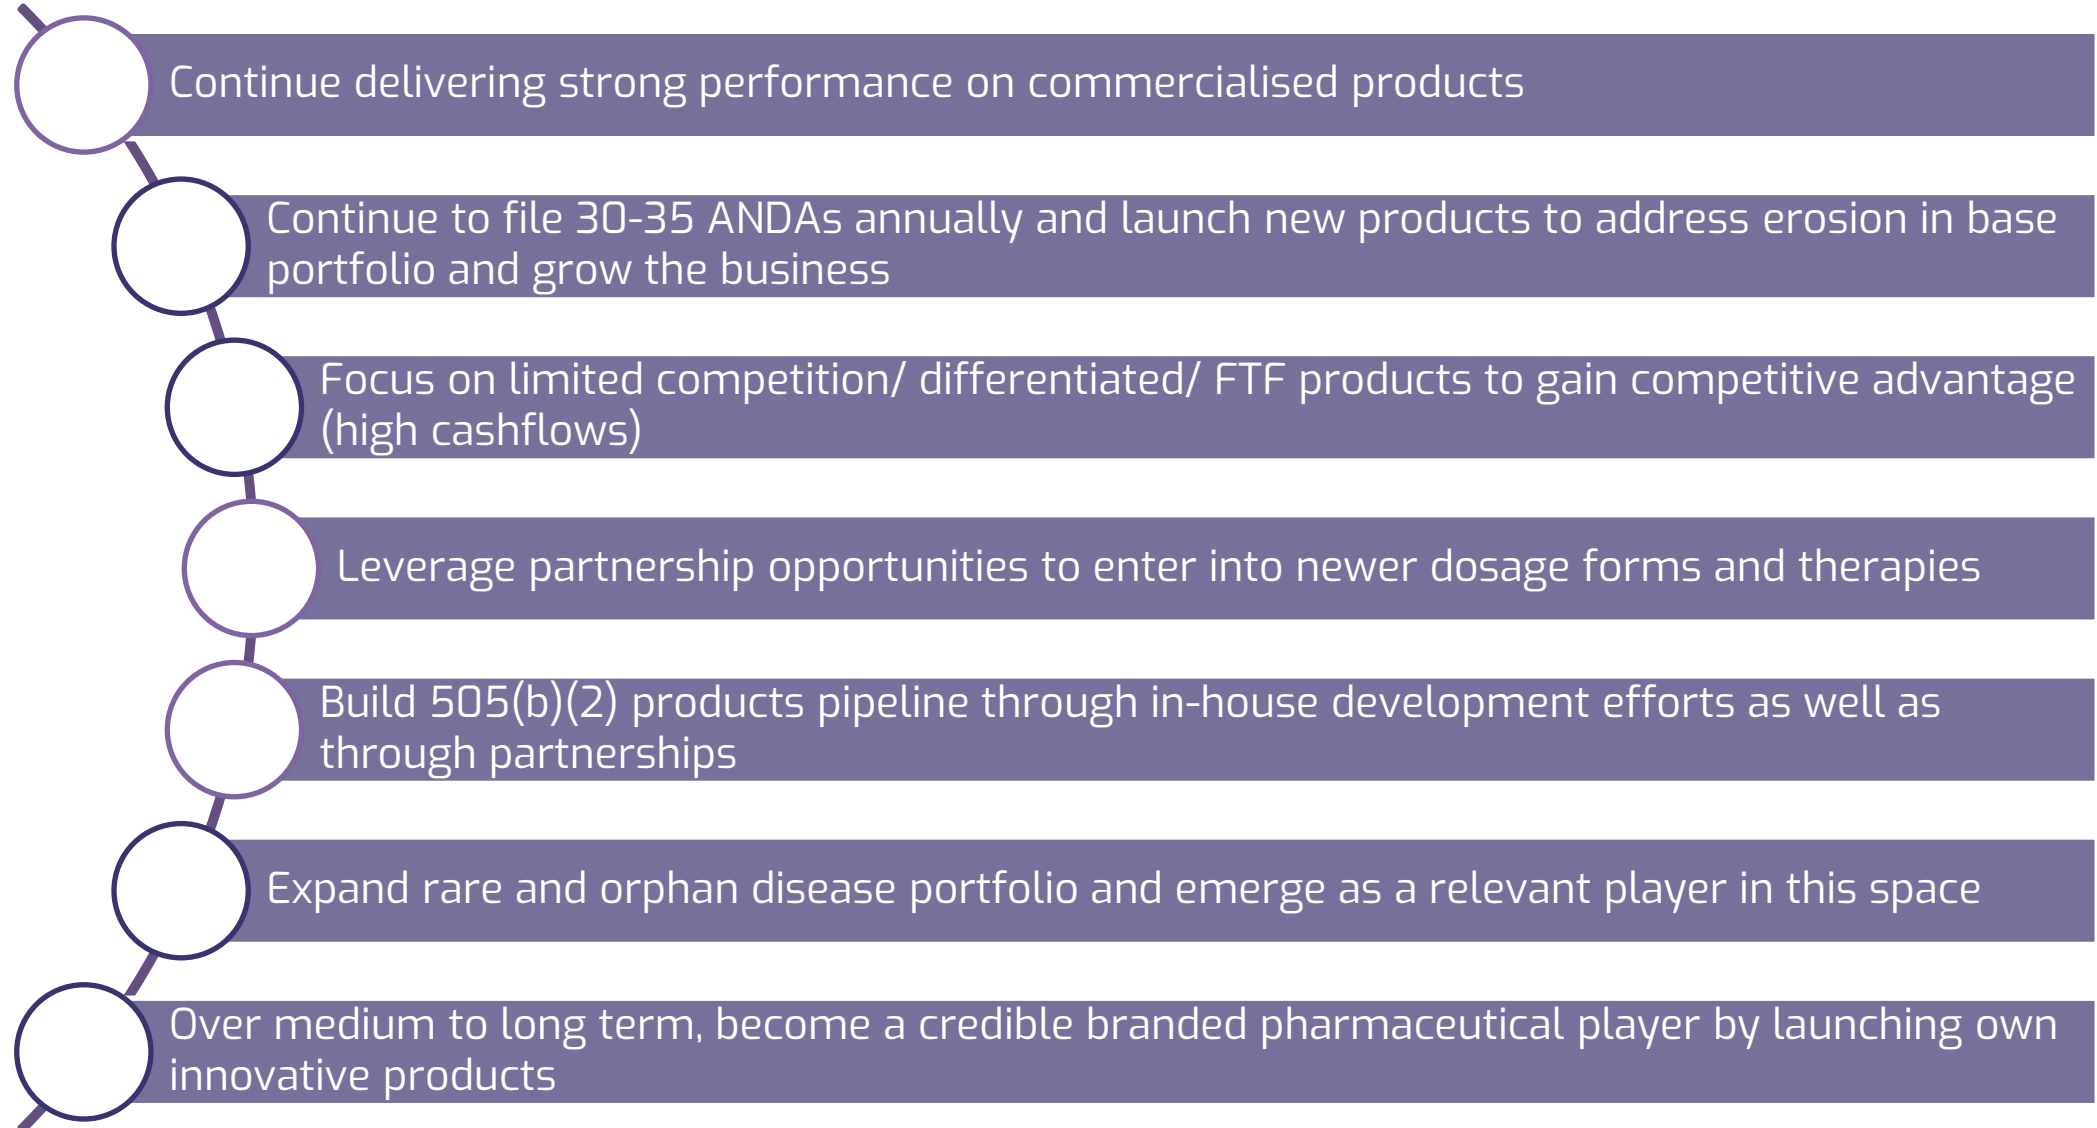 Continue delivering strong performance on commercialised products
Continue to file 30-35 ANDAs annually and launch new products to address erosion in base
portfolio and grow the business
Focus on limited competition/ differentiated/ FTF products to gain competitive advantage
(high cashflows)
Leverage partnership opportunities to enter into newer dosage forms and therapies
Build 505(b)(2) products pipeline through in-house development efforts as well as
through partnerships
Expand rare and orphan disease portfolio and emerge as a relevant player in this space
Over medium to long term, become a credible branded pharmaceutical player by launching own
innovative products